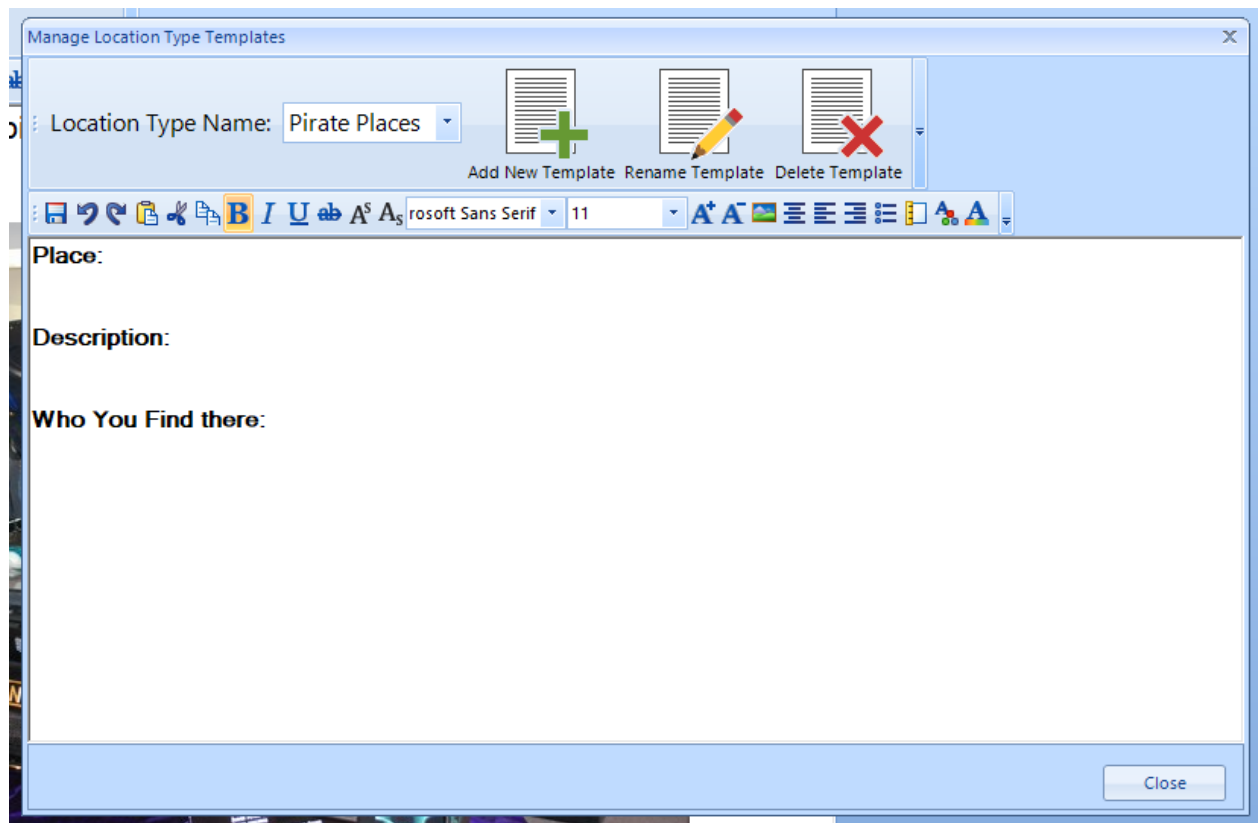 Manage Location Type Templates
Location Type Name: Pirate Places
Add New Template Rename Template Delete Template
rosoft Sans Serif 11
Place:
Description:
Who You Find there:
Close